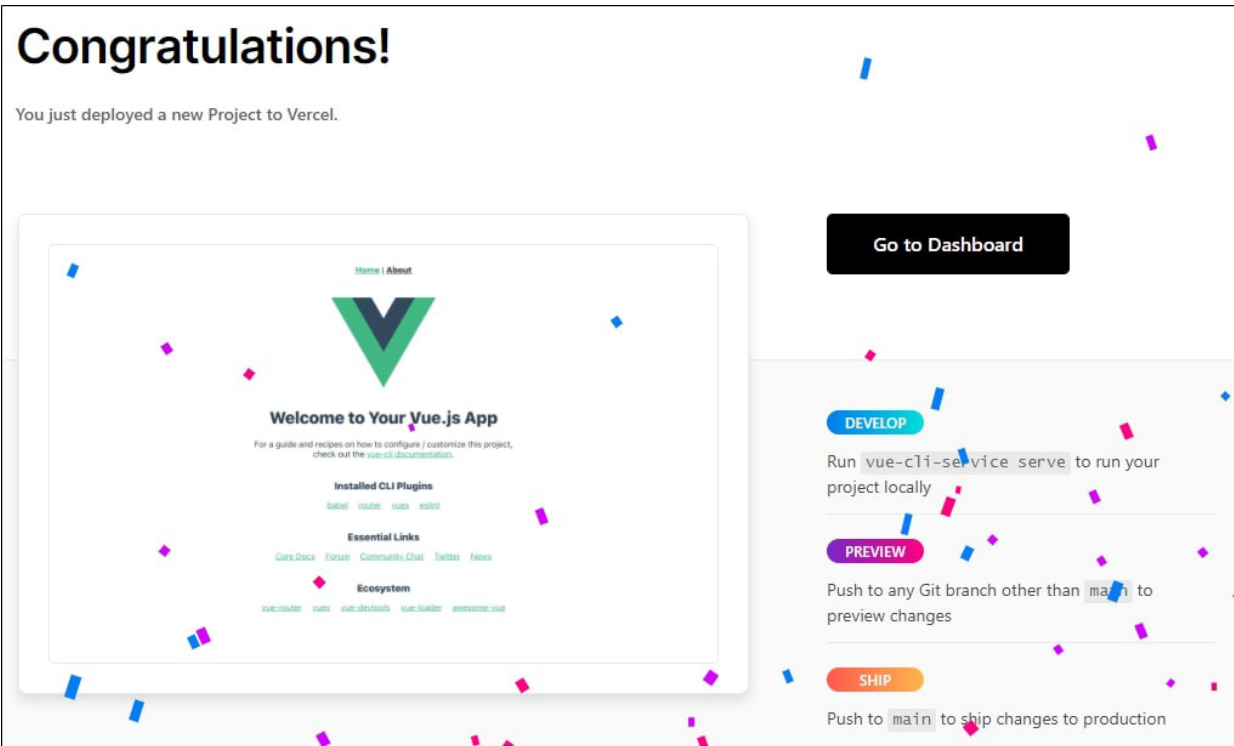 Congratulations!
You just deployed a new Project to Vercel.
Go to Dashboard
Home | About
Welcome to Your Vue.js App
For a guide and recipes on how to configure / customize this project,
check out the vue-cli documentation.
Installed CLI Plugins
babel router vuex eslint
Essential Links
Core Docs Forum Community Chat Twitter News
Ecosystem
vue-router vuex vue-devtools vue-loader awesome-vue
DEVELOP
Run vue-cli-service serve to run your
project locally
PREVIEW
Push to any Git branch other than main to
preview changes
SHIP
Push to main to ship changes to production